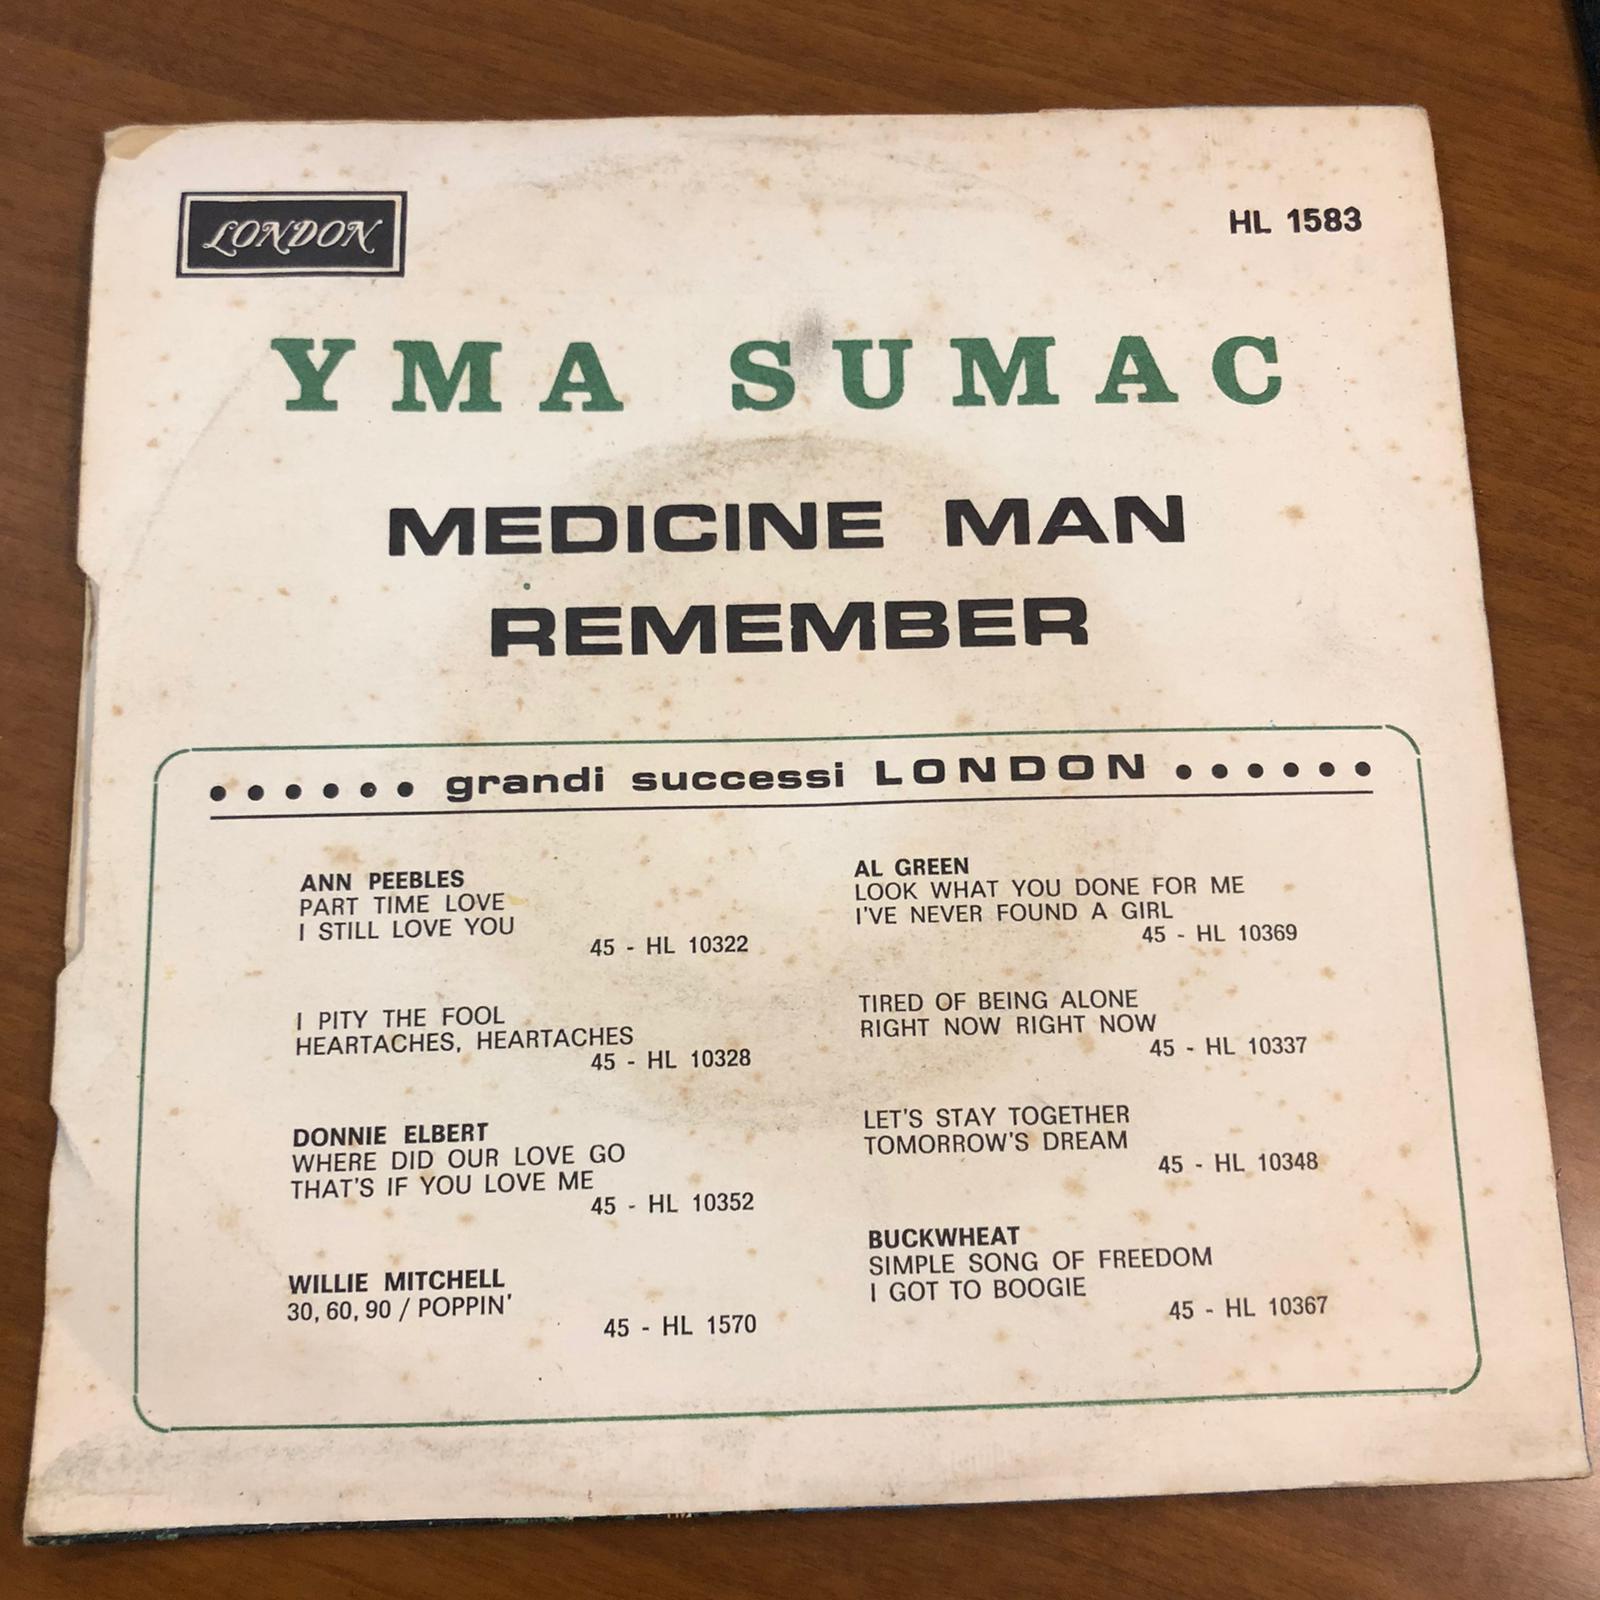 LONDON
HL 1583
YMA SUMAC
MEDICINE MAN
REMEMBER
...... grandi successi LONDON ......
ANN PEEBLES
PART TIME LOVE
I STILL LOVE YOU
45 - HL 10322
I PITY THE FOOL
HEARTACHES, HEARTACHES
45 - HL 10328
DONNIE ELBERT
WHERE DID OUR LOVE GO
THAT'S IF YOU LOVE ME
45 - HL 10352
WILLIE MITCHELL
30, 60, 90 / POPPIN'
45 - HL 1570
AL GREEN
LOOK WHAT YOU DONE FOR ME
I'VE NEVER FOUND A GIRL
45 - HL 10369
TIRED OF BEING ALONE
RIGHT NOW RIGHT NOW
45 - HL 10337
LET'S STAY TOGETHER
TOMORROW'S DREAM
45 - HL 10348
BUCKWHEAT
SIMPLE SONG OF FREEDOM
I GOT TO BOOGIE
45 - HL 10367